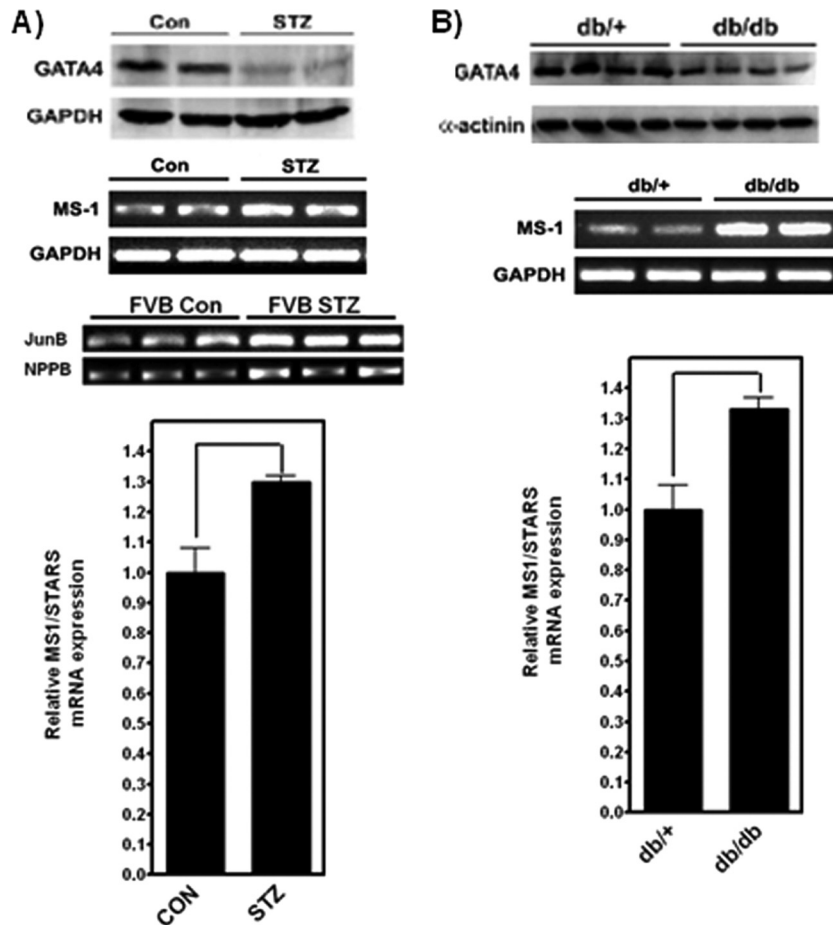 A)
Con STZ
GATA4
GAPDH
Con STZ
MS-1
GAPDH
FVB Con FVB STZ
JunB
NPPB
Relative MS1/STARS
mRNA expression
1.4
1.3
1.2
1.1
1.0
0.9
0.8
0.7
0.6
0.5
0.4
0.3
0.2
0.1
0.0
CON STZ
B)
db/+ db/db
GATA4
α-actinin
db/+ db/db
MS-1
GAPDH
Relative MS1/STARS
mRNA expression
1.4
1.3
1.2
1.1
1.0
0.9
0.8
0.7
0.6
0.5
0.4
0.3
0.2
0.1
0.0
db/+ db/db